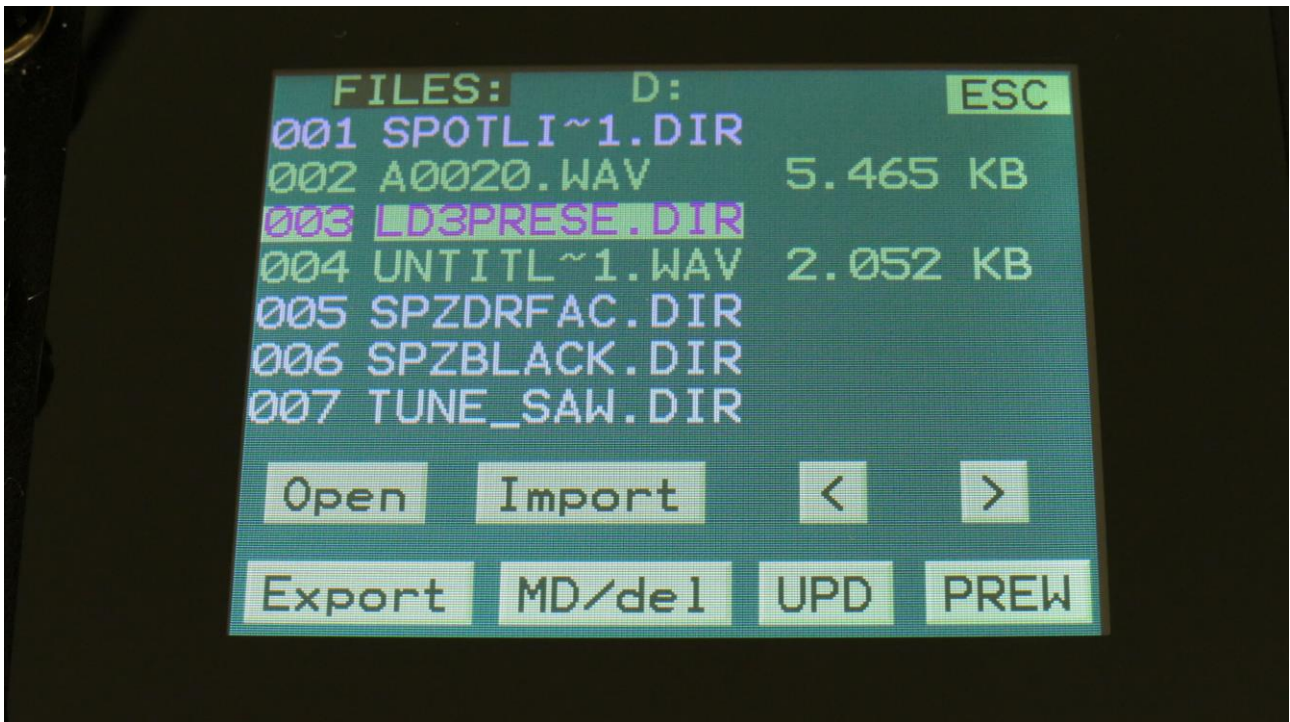 FILES: D: ESC
001 SPOTLI~1.DIR
002 A0020.WAV 5.465 KB
003 LD3PRESE.DIR
004 UNTITL~1.WAV 2.052 KB
005 SPZDRFAC.DIR
006 SPZBLACK.DIR
007 TUNE_SAW.DIR
Open Import < >
Export MD/del UPD PREW